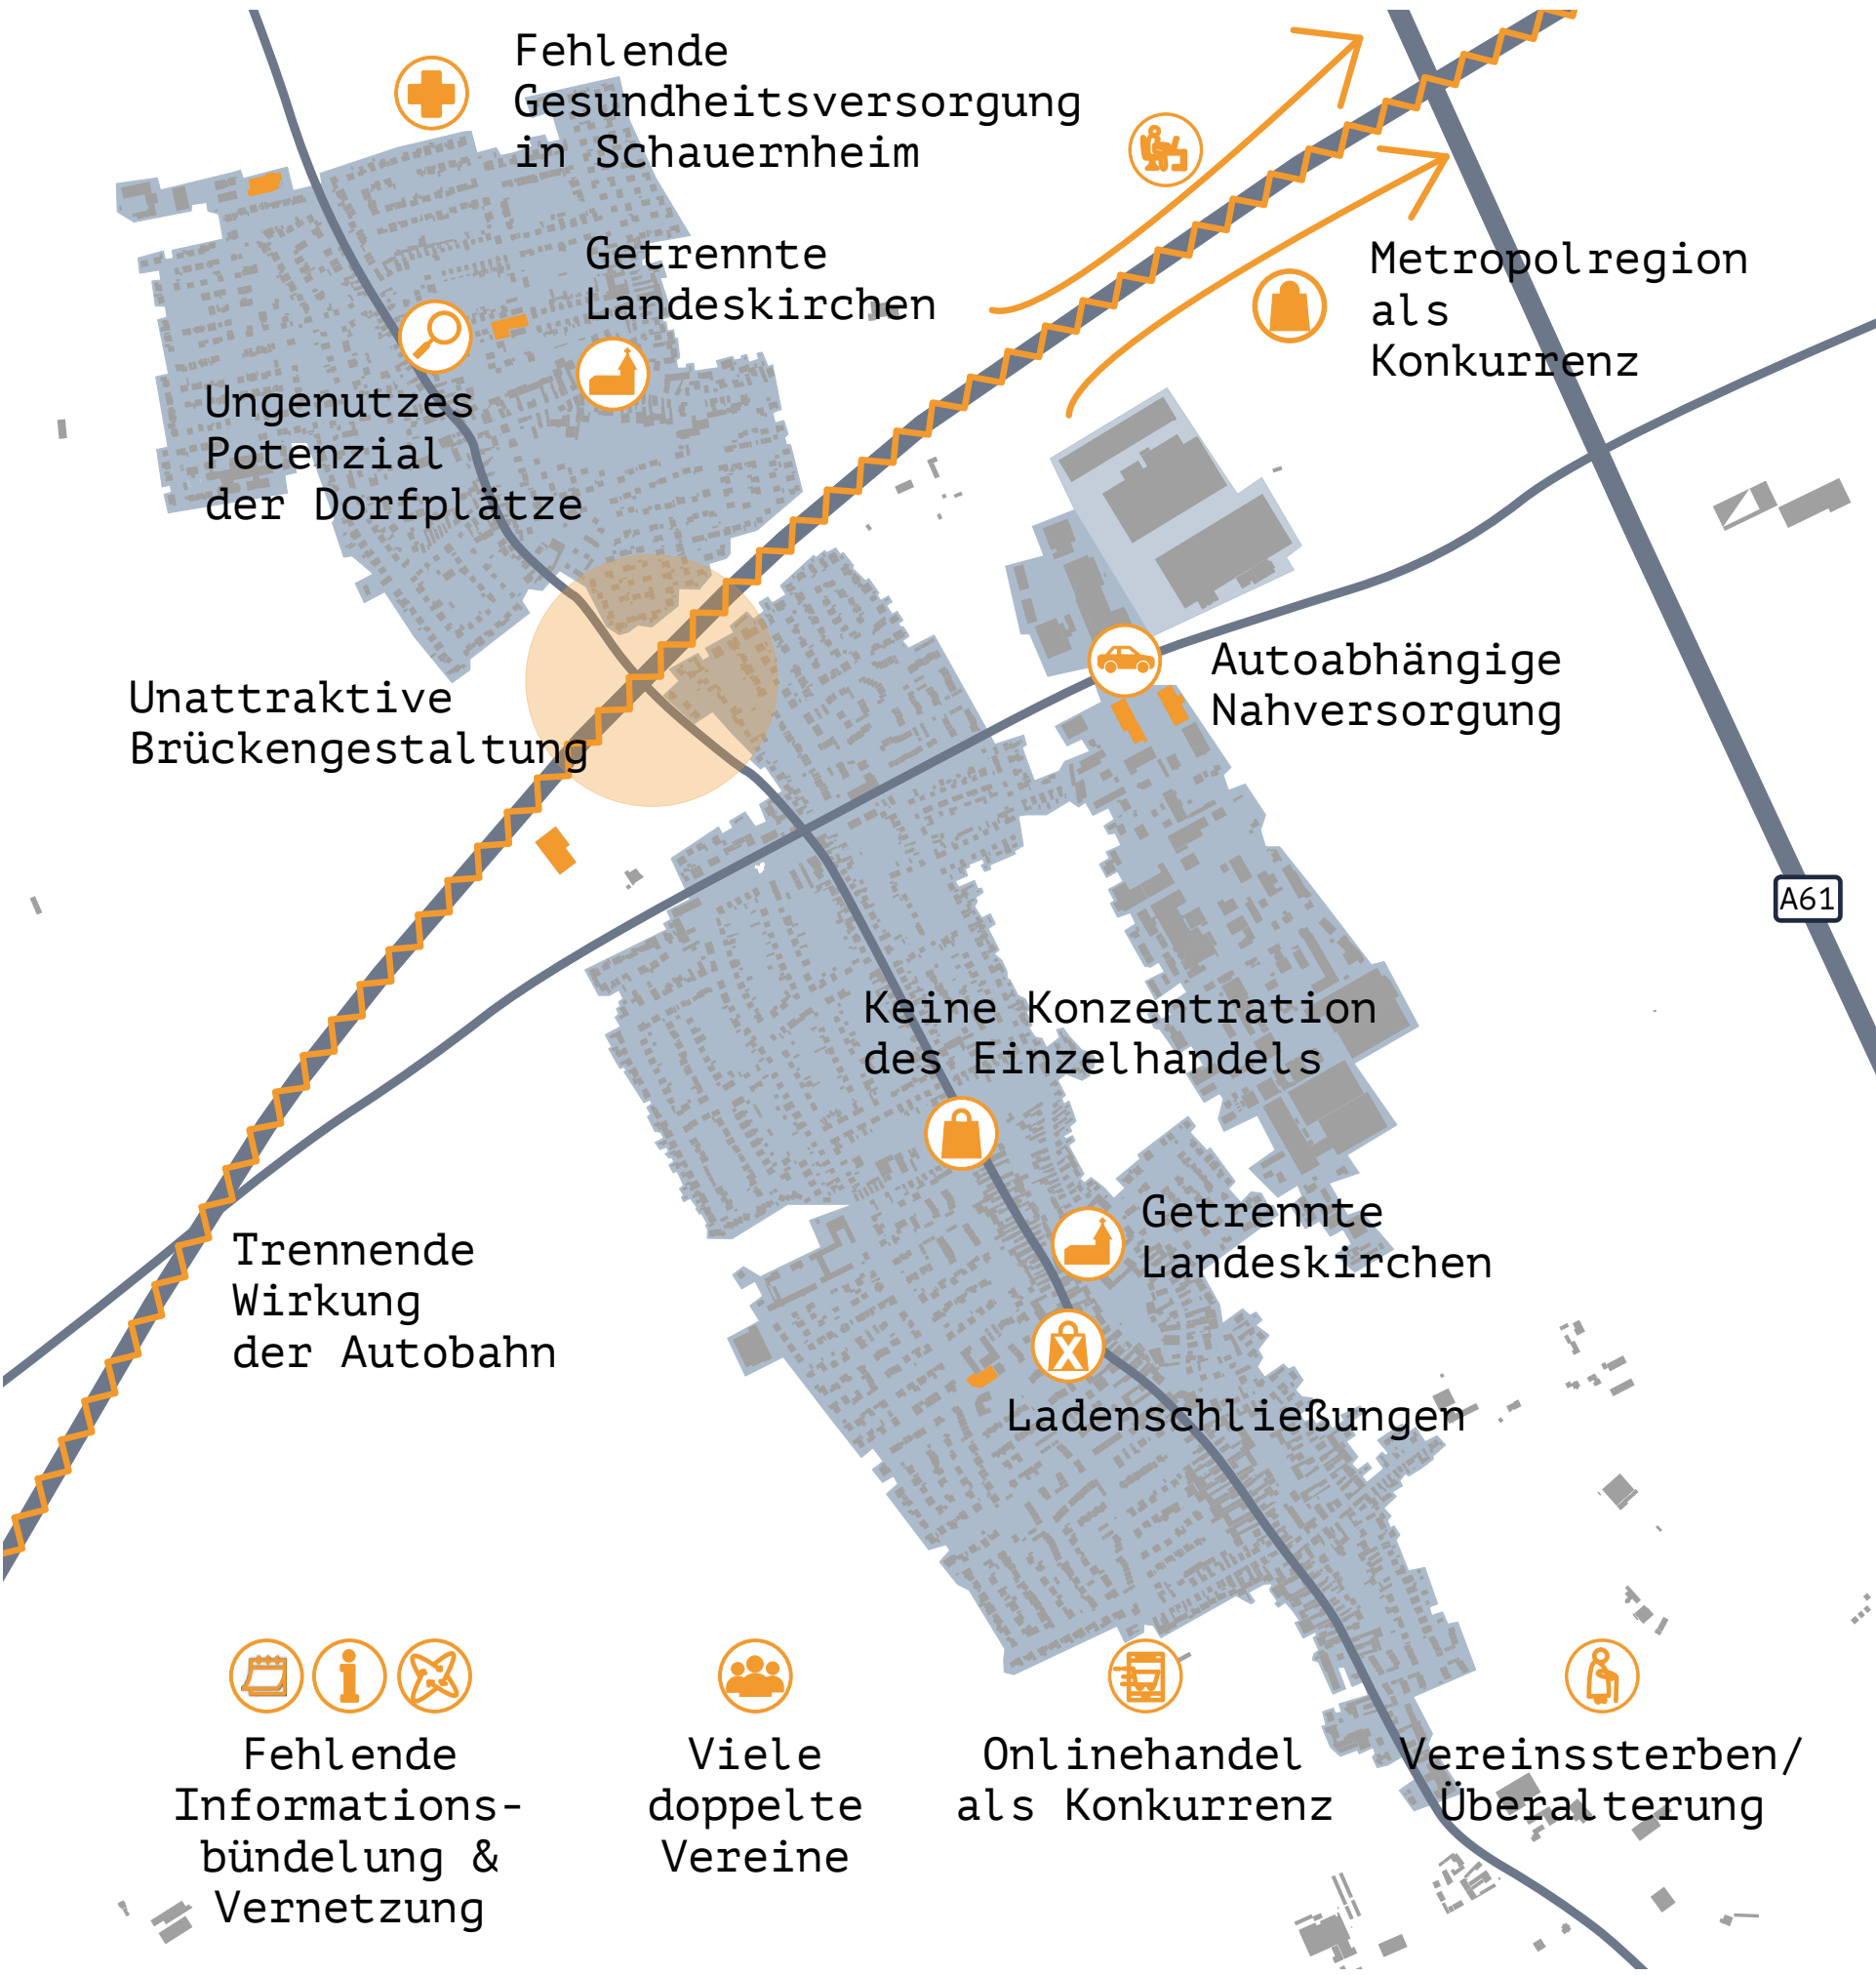 Fehlende
Gesundheitsversorgung
in Schauernheim
Getrennte
Landeskirchen
Metropolregion
als
Konkurrenz
Ungenutzes
Potenzial
der Dorfplätze
Unattraktive
Brückengestaltung
Autoabhängige
Nahversorgung
A61
Keine Konzentration
des Einzelhandels
Getrennte
Landeskirchen
Trennende
Wirkung
der Autobahn
X
Ladenschließungen
Fehlende
Informations-
bündelung &
Vernetzung
Viele
doppelte
Vereine
Onlinehandel
als Konkurrenz
Vereinssterben/
Überalterung